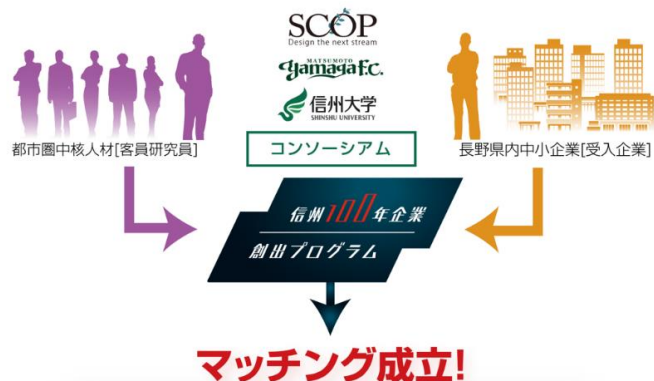 SCOP
Design the next stream
MATSUMOTO
Yamaga F.C.
信州大学
SHINSHU UNIVERSITY
都市圏中核人材[客員研究員]
コンソーシアム
長野県内中小企業[受入企業]
信州100年企業
創出プログラム
マッチング成立!